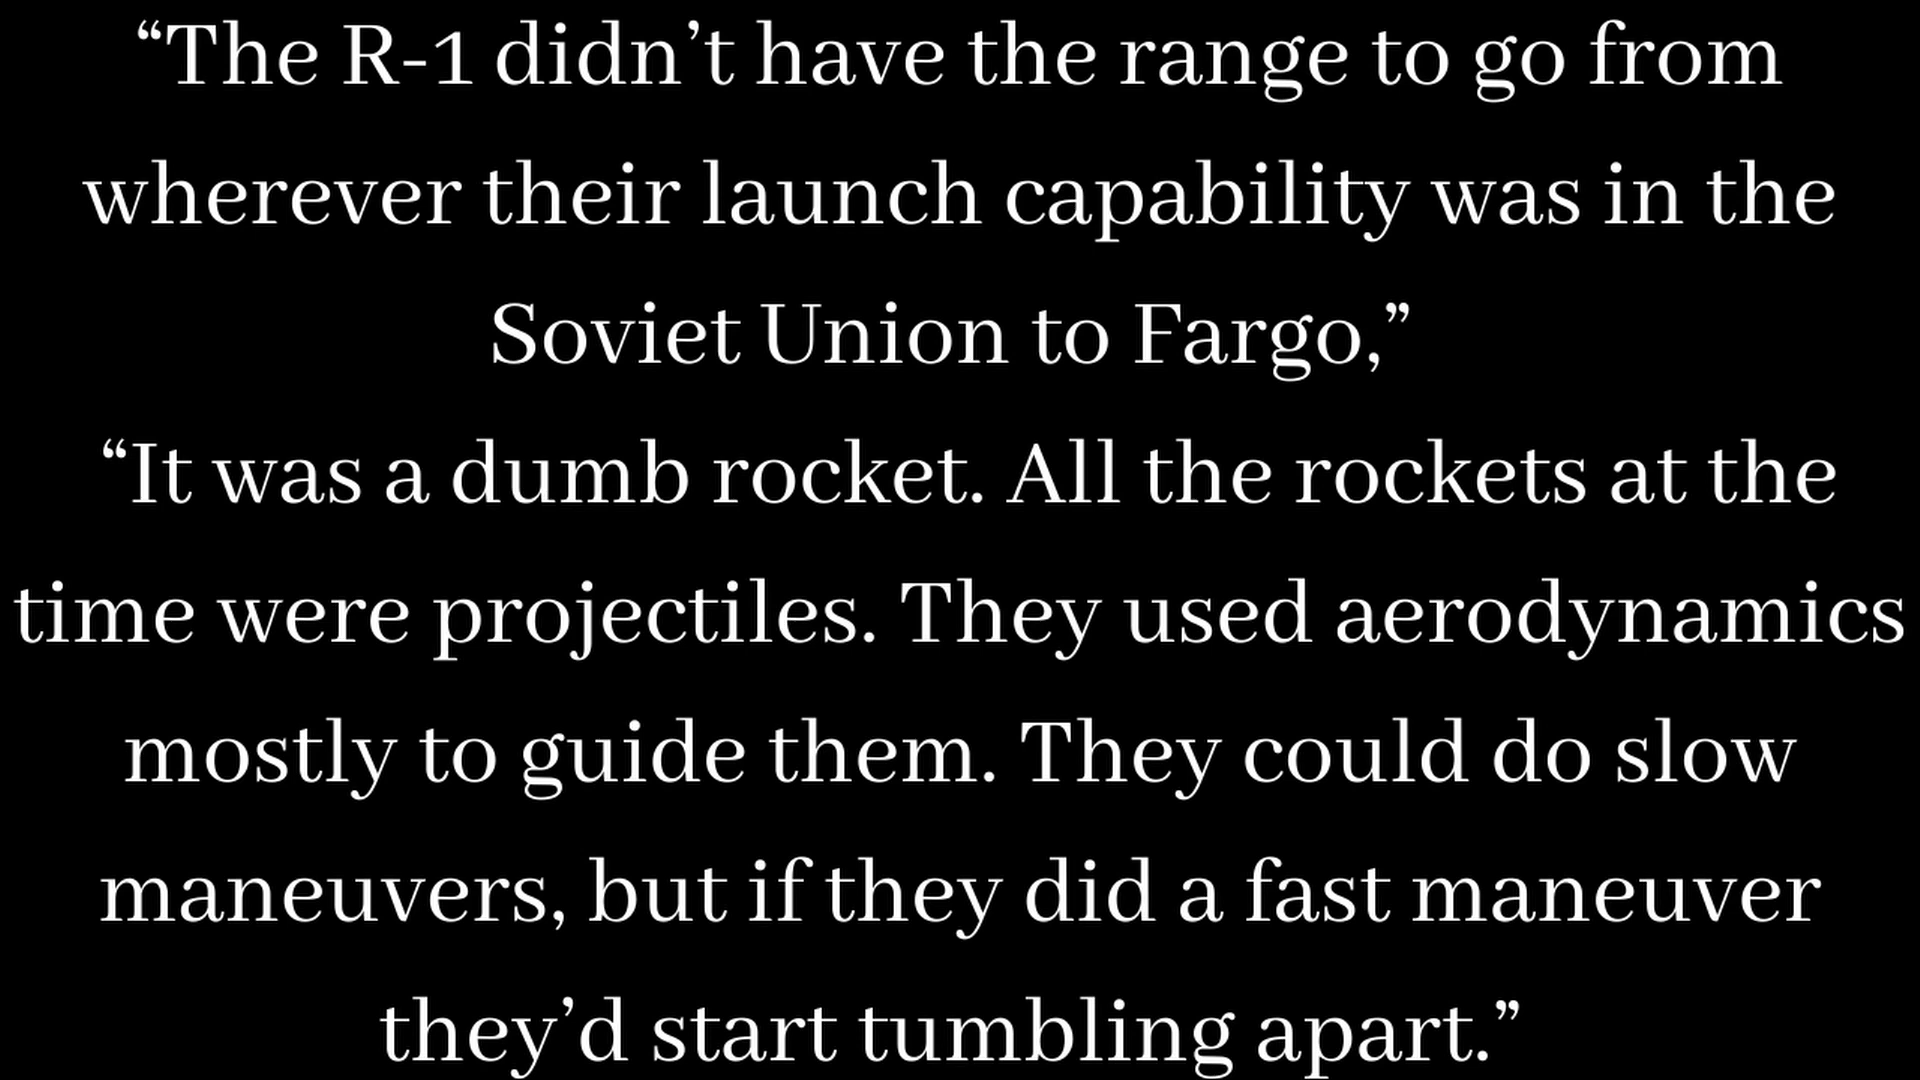 “The R-1 didn’t have the range to go from
wherever their launch capability was in the
Soviet Union to Fargo,”
“It was a dumb rocket. All the rockets at the
time were projectiles. They used aerodynamics
mostly to guide them. They could do slow
maneuvers, but if they did a fast maneuver
they’d start tumbling apart.”